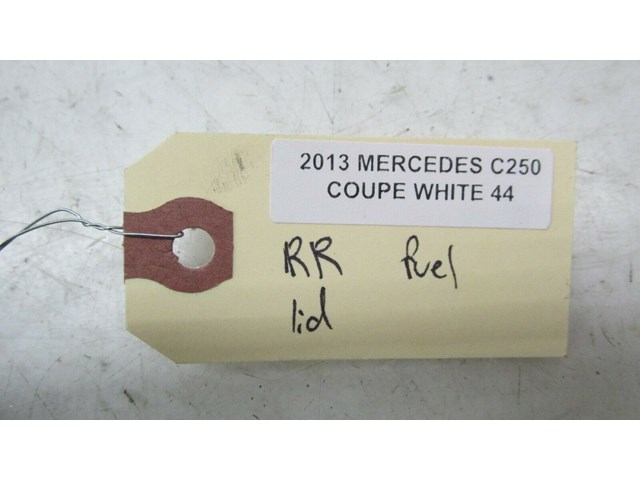 2013 MERCEDES C250
COUPE WHITE 44
RR fuel
lid